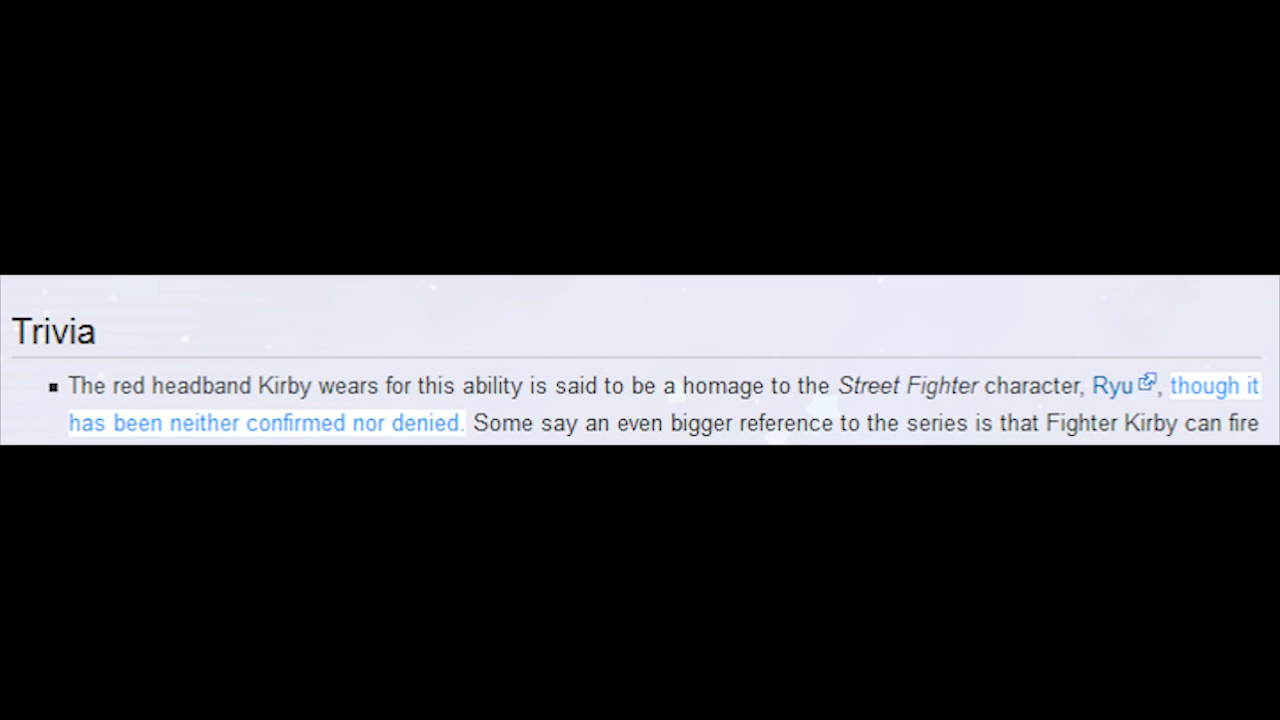 Trivia
The red headband Kirby wears for this ability is said to be a homage to the Street Fighter character, Ryu, though it
has been neither confirmed nor denied. Some say an even bigger reference to the series is that Fighter Kirby can fire